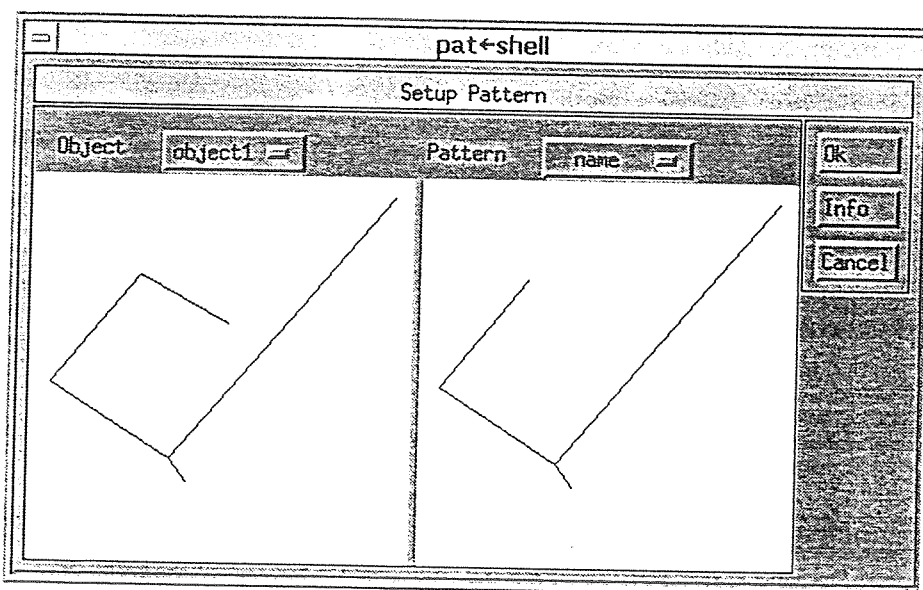 pat←shell
Setup Pattern
Object object1 Pattern name Ok
Info
Cancel